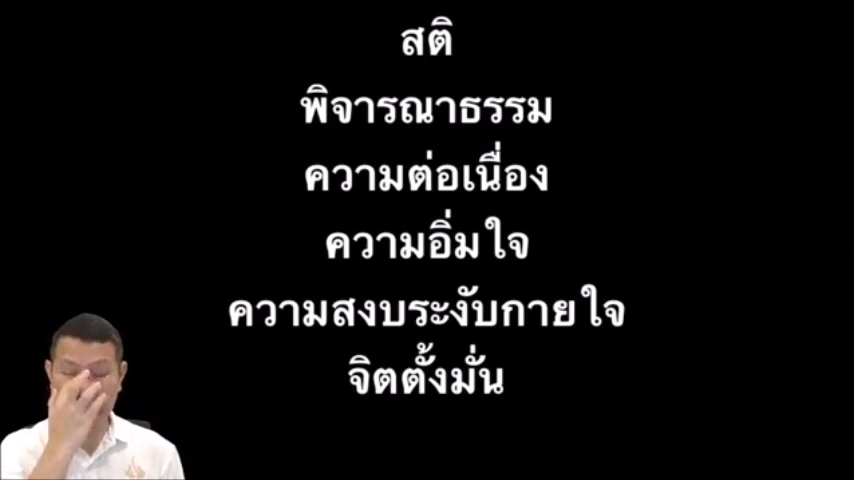 สติ
พิจารณาธรรม
ความต่อเนื่อง
ความอิ่มใจ
ความสงบระงับกายใจ
จิตตั้งมั่น